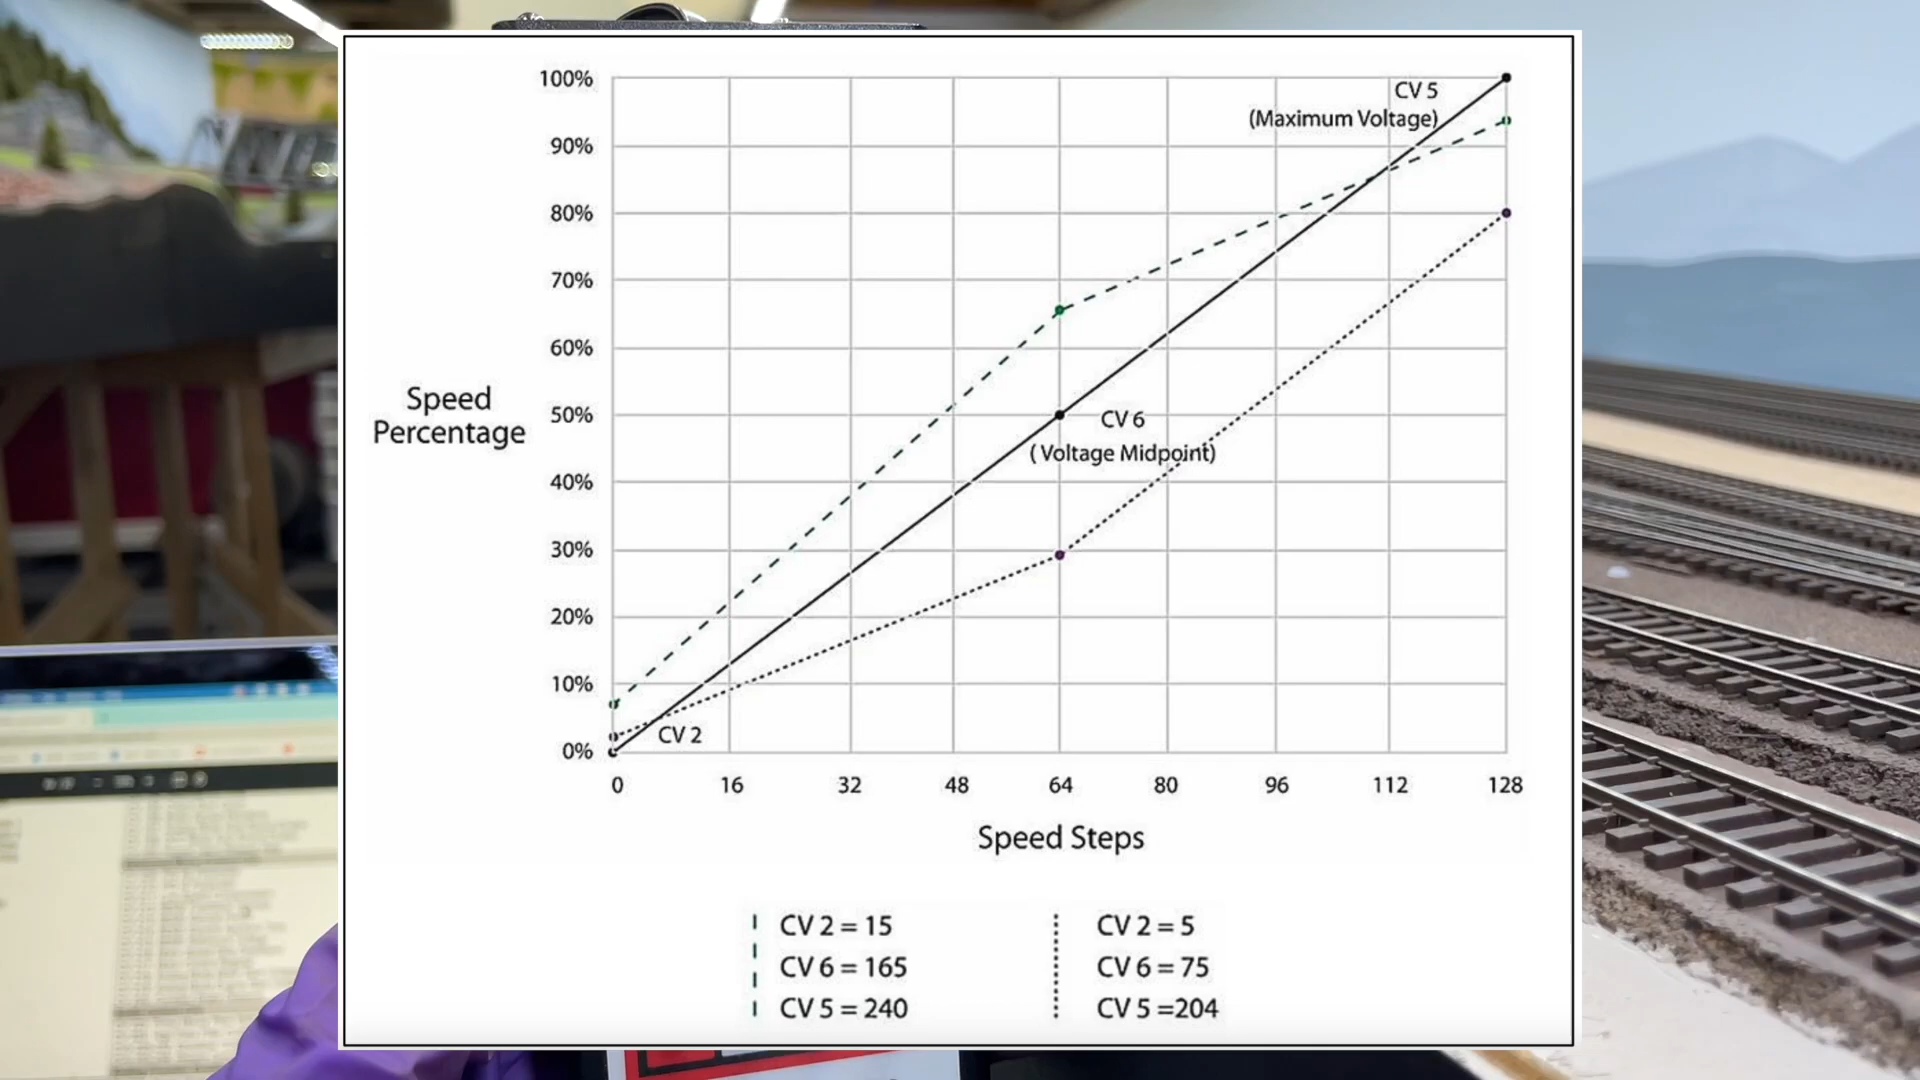 100%
90%
80%
70%
60%
50%
40%
30%
20%
10%
0%
Speed
Percentage
CV 5
(Maximum Voltage)
CV 6
( Voltage Midpoint)
CV 2
0 16 32 48 64 80 96 112 128
Speed Steps
CV 2 = 15
CV 6 = 165
CV 5 = 240
CV 2 = 5
CV 6 = 75
CV 5 =204